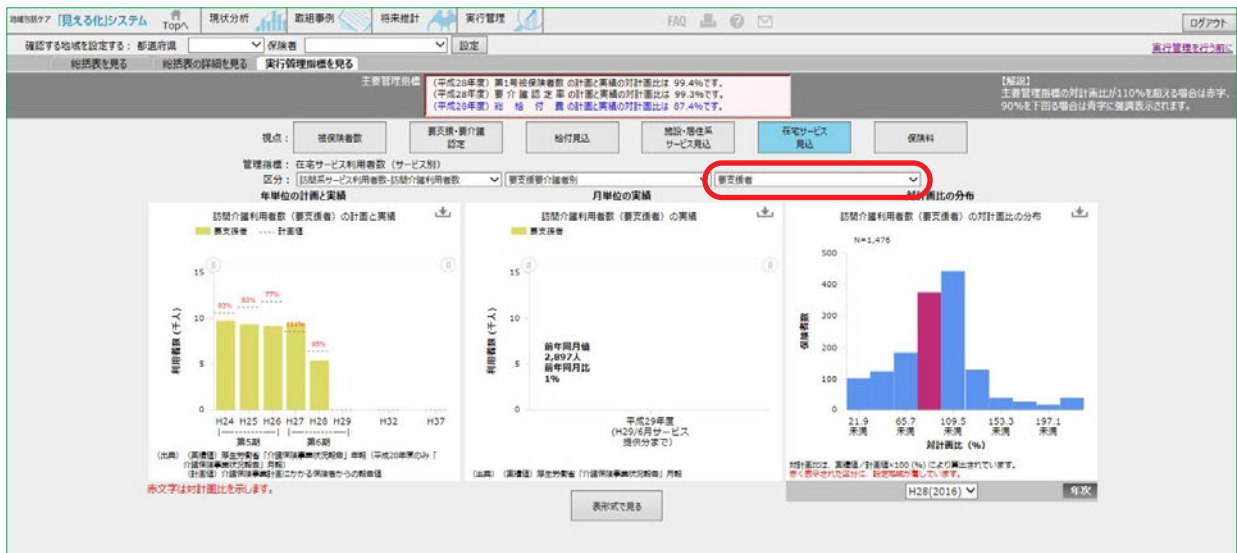 地域包括ケア「見える化」システム Topへ 現状分析 取組事例 将来推計 実行管理 FAQ ログアウト
確認する地域を設定する： 都道府県 保険者 設定 実行管理を行う前に
総括表を見る 総括表の詳細を見る 実行管理指標を見る
主要管理指標
（平成28年度）第1号被保険者数 の計画と実績の対計画比は 99.4%です。
（平成28年度）要 介 護 認 定 率 の計画と実績の対計画比は 99.3%です。
（平成28年度）総 給 付 費 の計画と実績の対計画比は 87.4%です。
【解説】
主要管理指標の対計画比が110%を超える場合は赤字、
90%を下回る場合は青字に強調表示されます。
視点： 被保険者数 要支援・要介護認定 給付見込 施設・居住系サービス見込 在宅サービス見込 保険料
管理指標： 在宅サービス利用者数（サービス別）
区分： 訪問系サービス利用者数-訪問介護利用者数 要支援要介護者別 要支援者
年単位の計画と実績
訪問介護利用者数（要支援者）の計画と実績
要支援者 ---- 計画値
利用者数（千人）
15
10
5
0
93% 83% 77% 111% 65%
H24 H25 H26 H27 H28 H29 H32 H37
第5期 第6期
（出典）（実績値）厚生労働省「介護保険事業状況報告」年報（平成28年度のみ「
介護保険事業状況報告」月報）
（計画値）介護保険事業計画にかかる保険者からの報告値
赤文字は対計画比を示します。
月単位の実績
訪問介護利用者数（要支援者）の実績
要支援者
利用者数（千人）
15
10
5
0
前年同月値
2,897人
前年同月比
1%
平成29年度
（H29/6月サービス
提供分まで）
（出典）（実績値）厚生労働省「介護保険事業状況報告」月報
対計画比の分布
訪問介護利用者数（要支援者）の対計画比の分布
N=1,476
保険者数
500
400
300
200
100
0
21.9未満 65.7未満 109.5未満 153.3未満 197.1未満
対計画比（%）
対計画比は、実績値／計画値×100（%）により算出されています。
赤く表示された区分に、設定地域が属しています。
H28(2016) 年次
表形式で見る